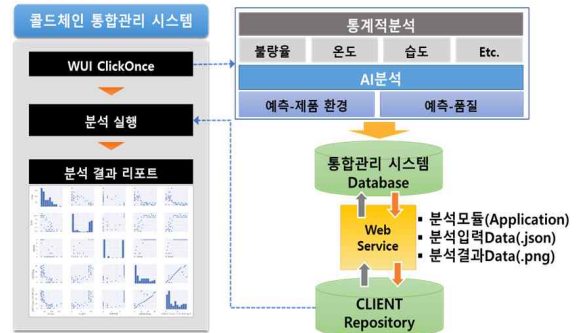 콜드체인 통합관리 시스템
WUI ClickOnce
분석 실행
분석 결과 리포트
통계적분석
불량율
온도
습도
Etc.
AI분석
예측-제품 환경
예측-품질
통합관리 시스템
Database
Web
Service
▪ 분석모듈(Application)
▪ 분석입력Data(.json)
▪ 분석결과Data(.png)
CLIENT
Repository